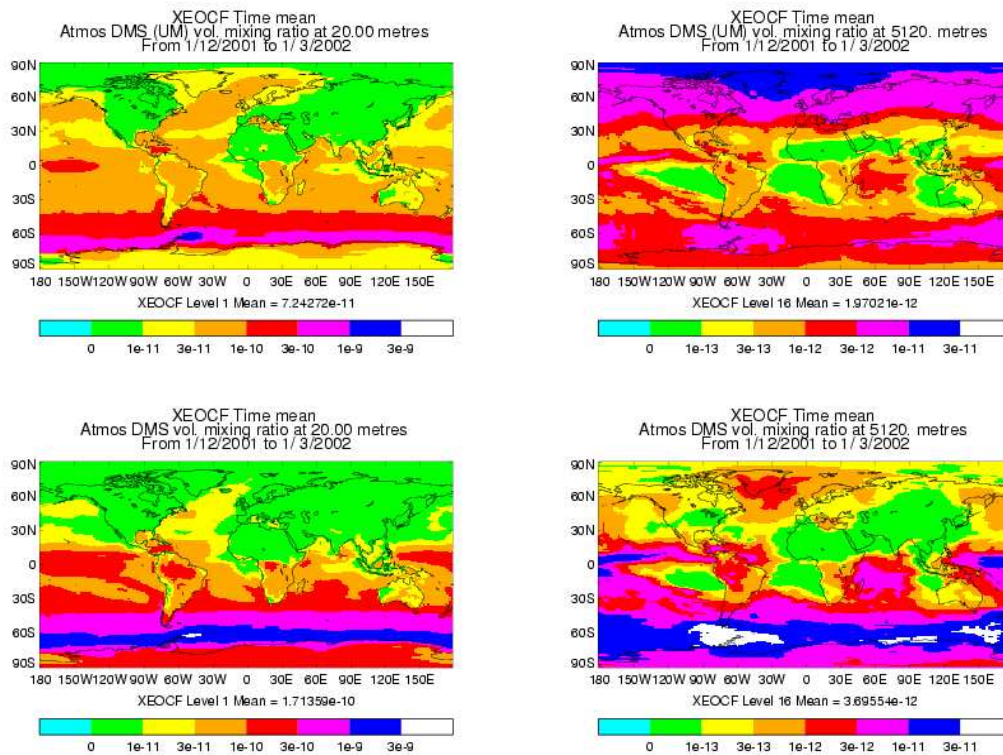 XEOCF Time mean
Atmos DMS (UM) vol. mixing ratio at 20.00 metres
From 1/12/2001 to 1/ 3/2002
90N
60N
30N
0
30S
60S
90S
180 150W 120W 90W 60W 30W 0 30E 60E 90E 120E 150E
XEOCF Level 1 Mean = 7.24272e-11
0 1e-11 3e-11 1e-10 3e-10 1e-9 3e-9
XEOCF Time mean
Atmos DMS (UM) vol. mixing ratio at 5120. metres
From 1/12/2001 to 1/ 3/2002
90N
60N
30N
0
30S
60S
90S
180 150W 120W 90W 60W 30W 0 30E 60E 90E 120E 150E
XEOCF Level 16 Mean = 1.97021e-12
0 1e-13 3e-13 1e-12 3e-12 1e-11 3e-11
XEOCF Time mean
Atmos DMS vol. mixing ratio at 20.00 metres
From 1/12/2001 to 1/ 3/2002
90N
60N
30N
0
30S
60S
90S
180 150W 120W 90W 60W 30W 0 30E 60E 90E 120E 150E
XEOCF Level 1 Mean = 1.71359e-10
0 1e-11 3e-11 1e-10 3e-10 1e-9 3e-9
XEOCF Time mean
Atmos DMS vol. mixing ratio at 5120. metres
From 1/12/2001 to 1/ 3/2002
90N
60N
30N
0
30S
60S
90S
180 150W 120W 90W 60W 30W 0 30E 60E 90E 120E 150E
XEOCF Level 16 Mean = 3.69554e-12
0 1e-13 3e-13 1e-12 3e-12 1e-11 3e-11